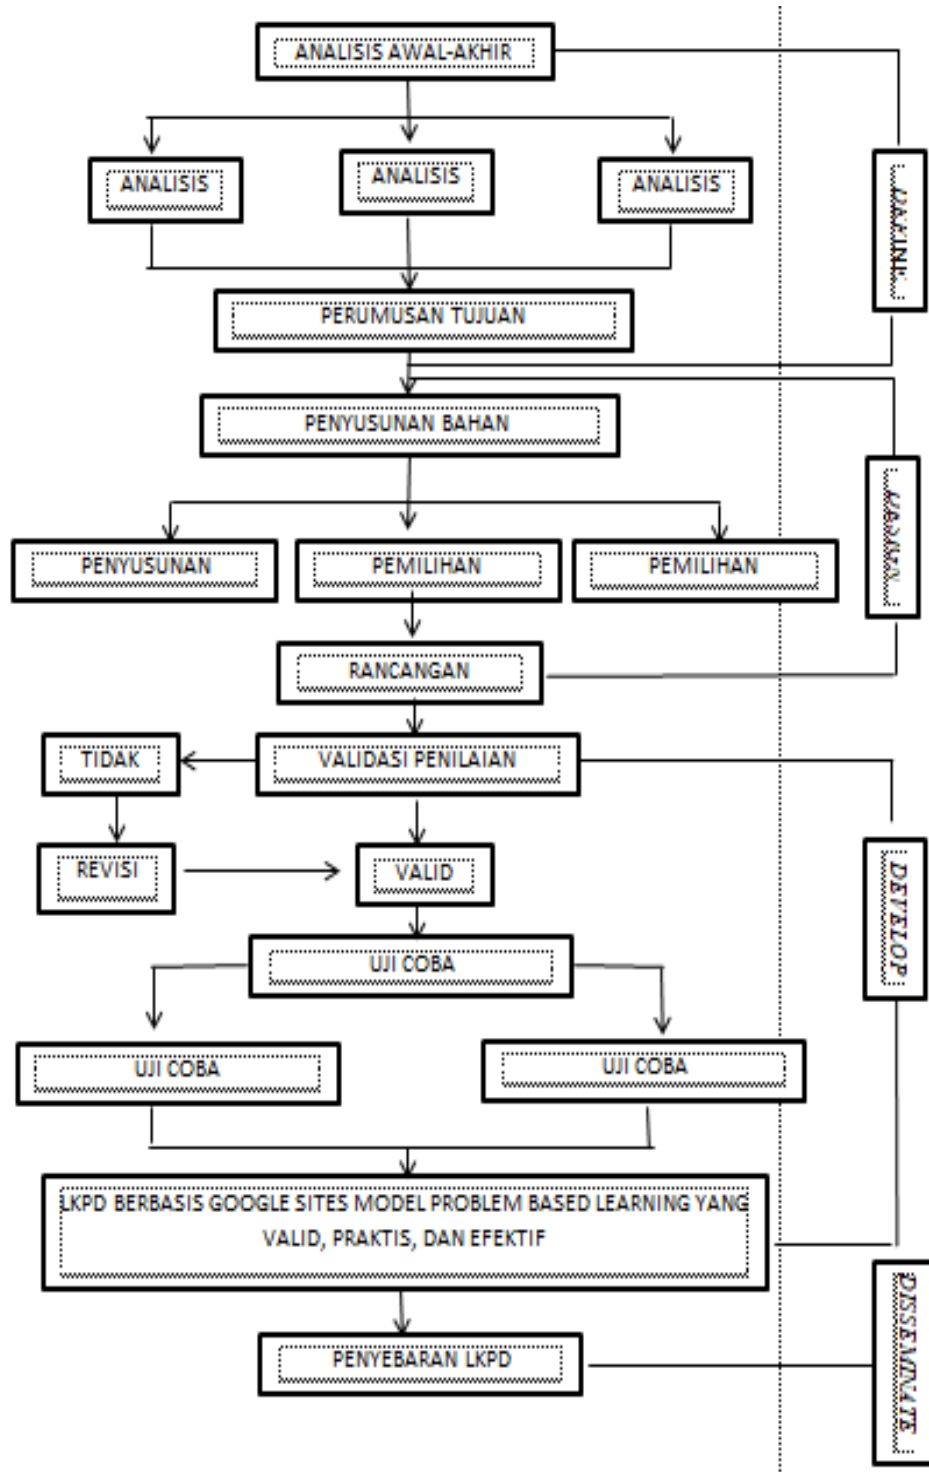 ANALISIS AWAL-AKHIR
ANALISIS
ANALISIS
ANALISIS
PERUMUSAN TUJUAN
PENYUSUNAN BAHAN
PENYUSUNAN
PEMILIHAN
PEMILIHAN
RANCANGAN
TIDAK
VALIDASI PENILAIAN
REVISI
VALID
DEVELOP
UJI COBA
UJI COBA
UJI COBA
LKPD BERBASIS GOOGLE SITES MODEL PROBLEM BASED LEARNING YANG
VALID, PRAKTIS, DAN EFEKTIF
PENYEBARAN LKPD
DISSEMINATE